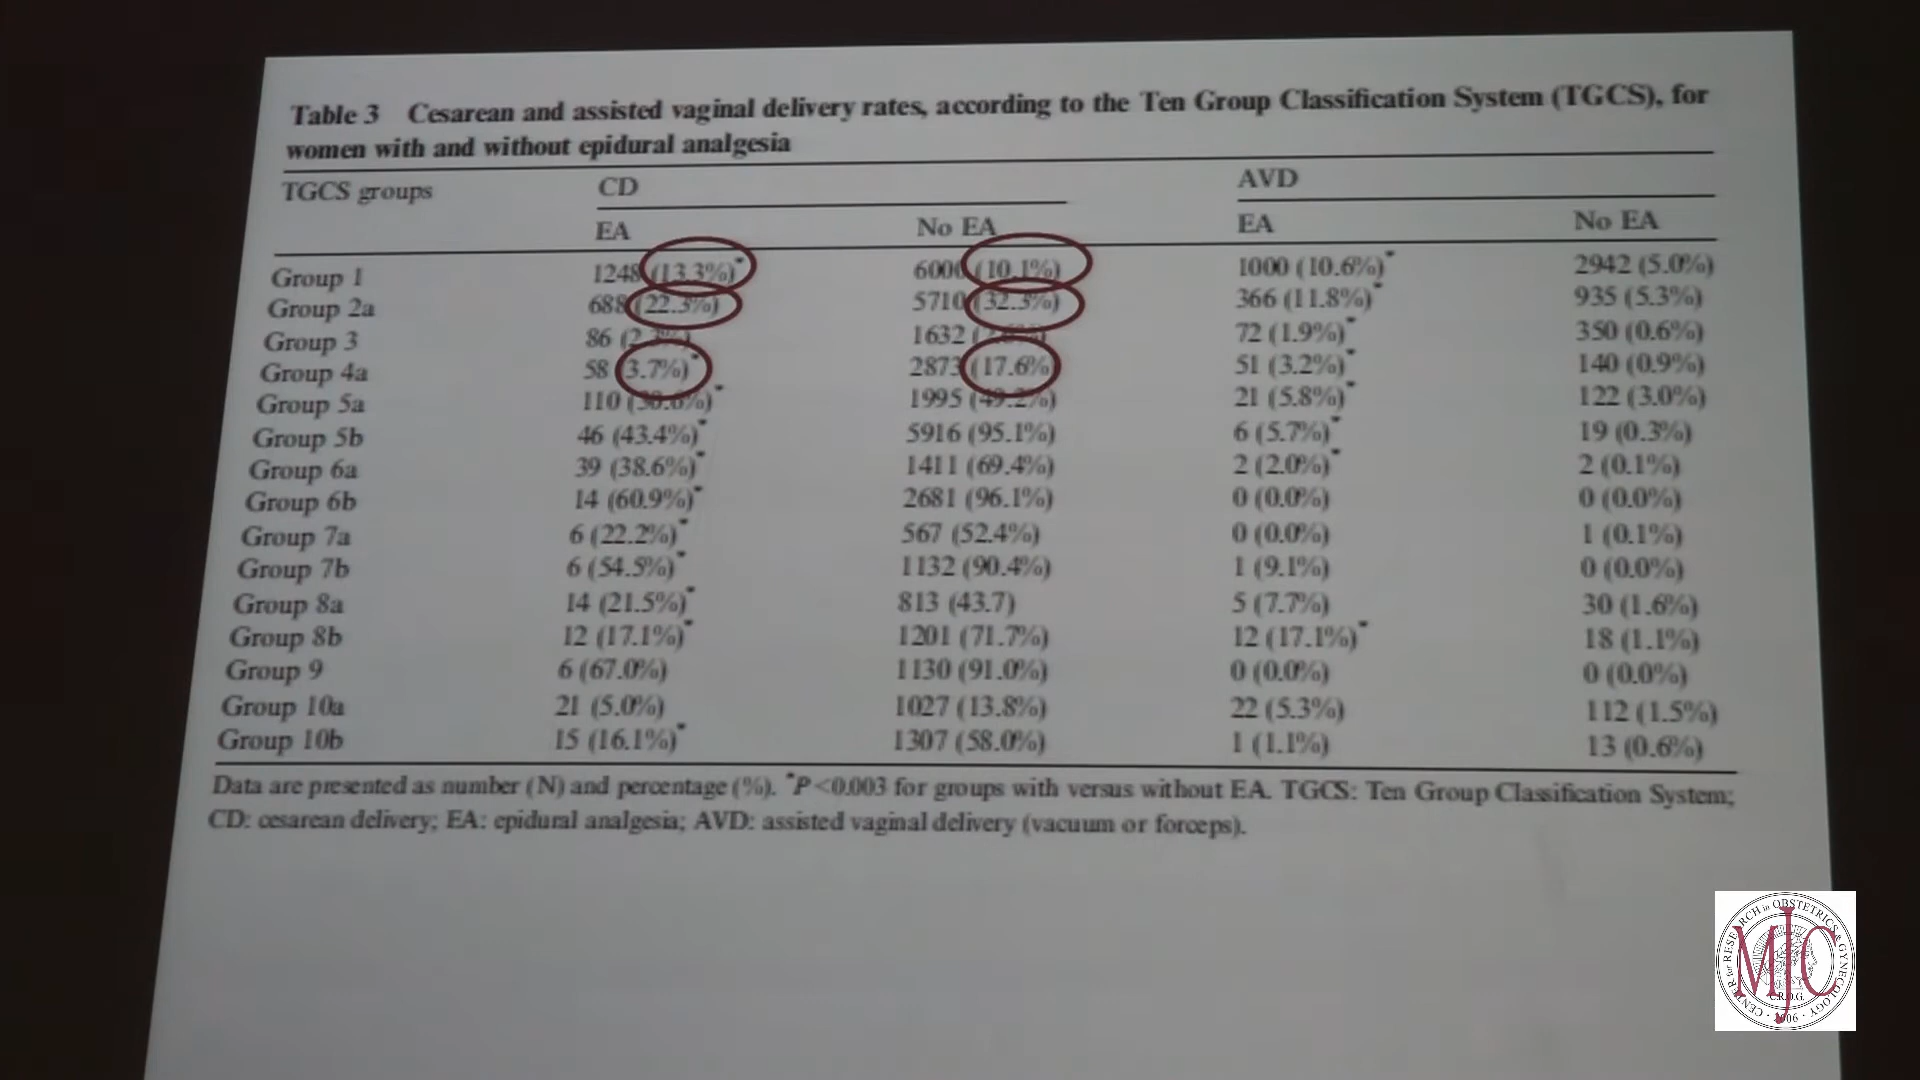 Table 3 Cesarean and assisted vaginal delivery rates, according to the Ten Group Classification System (TGCS), for
women with and without epidural analgesia
TGCS groups CD AVD
EA No EA EA No EA
Group 1 1248 (13.3%)* 6000 (10.1%) 1000 (10.6%)* 2942 (5.0%)
Group 2a 688 (22.3%) 5710 (32.3%) 366 (11.8%)* 935 (5.3%)
Group 3 86 1632 72 (1.9%)* 350 (0.6%)
Group 4a 58 (3.7%)* 2873 (17.6%) 51 (3.2%)* 140 (0.9%)
Group 5a 110 (30.6%)* 1995 (49.2%) 21 (5.8%)* 122 (3.0%)
Group 5b 46 (43.4%)* 5916 (95.1%) 6 (5.7%)* 19 (0.3%)
Group 6a 39 (38.6%)* 1411 (69.4%) 2 (2.0%)* 2 (0.1%)
Group 6b 14 (60.9%)* 2681 (96.1%) 0 (0.0%) 0 (0.0%)
Group 7a 6 (22.2%)* 567 (52.4%) 0 (0.0%) 1 (0.1%)
Group 7b 6 (54.5%)* 1132 (90.4%) 1 (9.1%) 0 (0.0%)
Group 8a 14 (21.5%)* 813 (43.7) 5 (7.7%) 30 (1.6%)
Group 8b 12 (17.1%)* 1201 (71.7%) 12 (17.1%)* 18 (1.1%)
Group 9 6 (67.0%) 1130 (91.0%) 0 (0.0%) 0 (0.0%)
Group 10a 21 (5.0%) 1027 (13.8%) 22 (5.3%) 112 (1.5%)
Group 10b 15 (16.1%)* 1307 (58.0%) 1 (1.1%) 13 (0.6%)
Data are presented as number (N) and percentage (%). *P<0.003 for groups with versus without EA. TGCS: Ten Group Classification System;
CD: cesarean delivery; EA: epidural analgesia; AVD: assisted vaginal delivery (vacuum or forceps).
CENTER for RESEARCH in OBSTETRICS & GYNECOLOGY
MJC
C.R.O.G.
2006